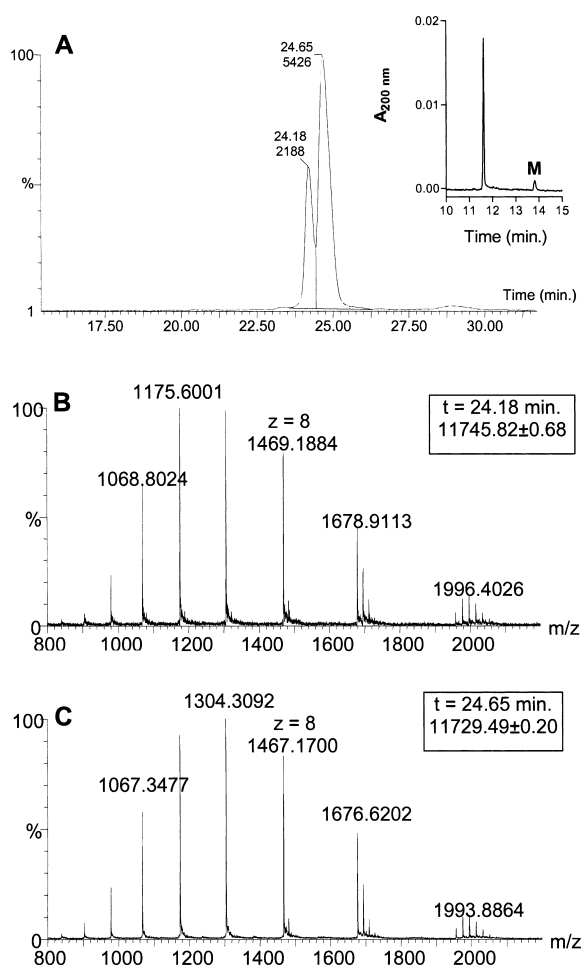 A
100
%
1
24.65
5426
24.18
2188
Time (min.)
17.50 20.00 22.50 25.00 27.50 30.00
0.02
0.01
0.00
A200 nm
M
10 11 12 13 14 15
Time (min.)
B
100
%
0
1175.6001
z = 8
1469.1884
1068.8024
1678.9113
1996.4026
t = 24.18 min.
11745.82±0.68
800 1000 1200 1400 1600 1800 2000 m/z
C
100
%
0
1304.3092
z = 8
1467.1700
1067.3477
1676.6202
1993.8864
t = 24.65 min.
11729.49±0.20
800 1000 1200 1400 1600 1800 2000 m/z